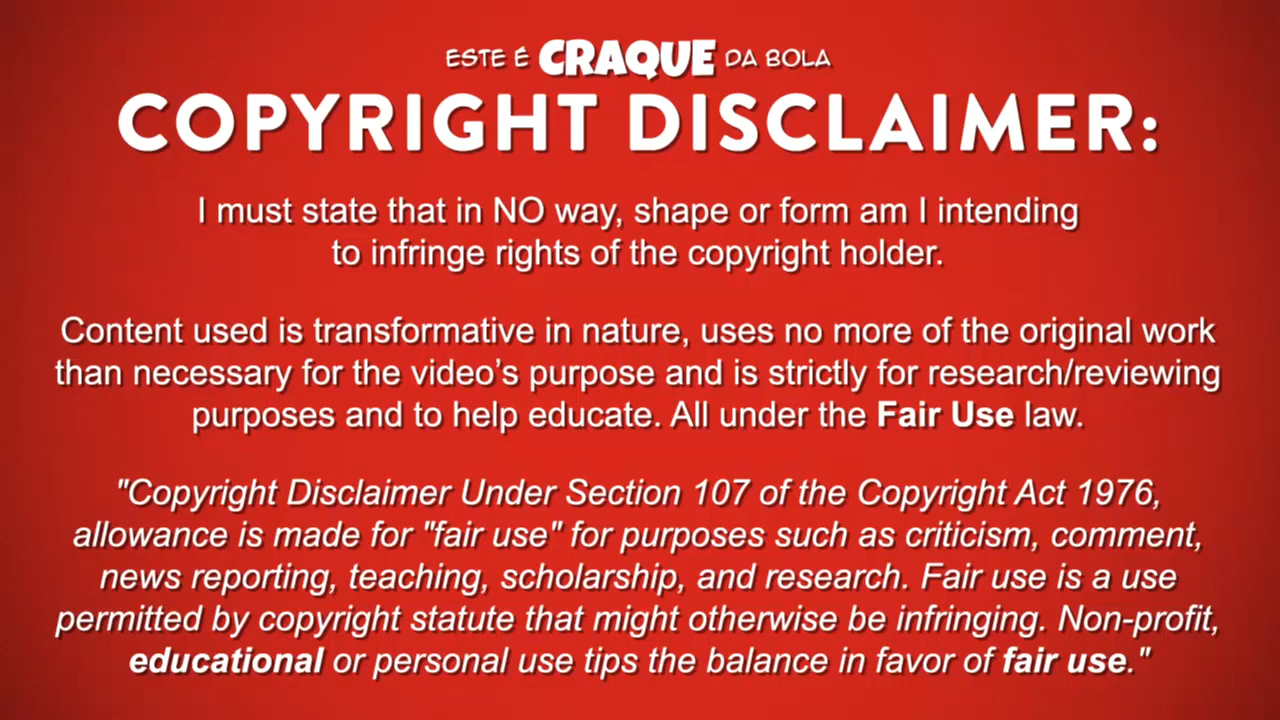 ESTE É CRAQUE DA BOLA
COPYRIGHT DISCLAIMER:
I must state that in NO way, shape or form am I intending
to infringe rights of the copyright holder.
Content used is transformative in nature, uses no more of the original work
than necessary for the video’s purpose and is strictly for research/reviewing
purposes and to help educate. All under the Fair Use law.
"Copyright Disclaimer Under Section 107 of the Copyright Act 1976,
allowance is made for "fair use" for purposes such as criticism, comment,
news reporting, teaching, scholarship, and research. Fair use is a use
permitted by copyright statute that might otherwise be infringing. Non-profit,
educational or personal use tips the balance in favor of fair use."